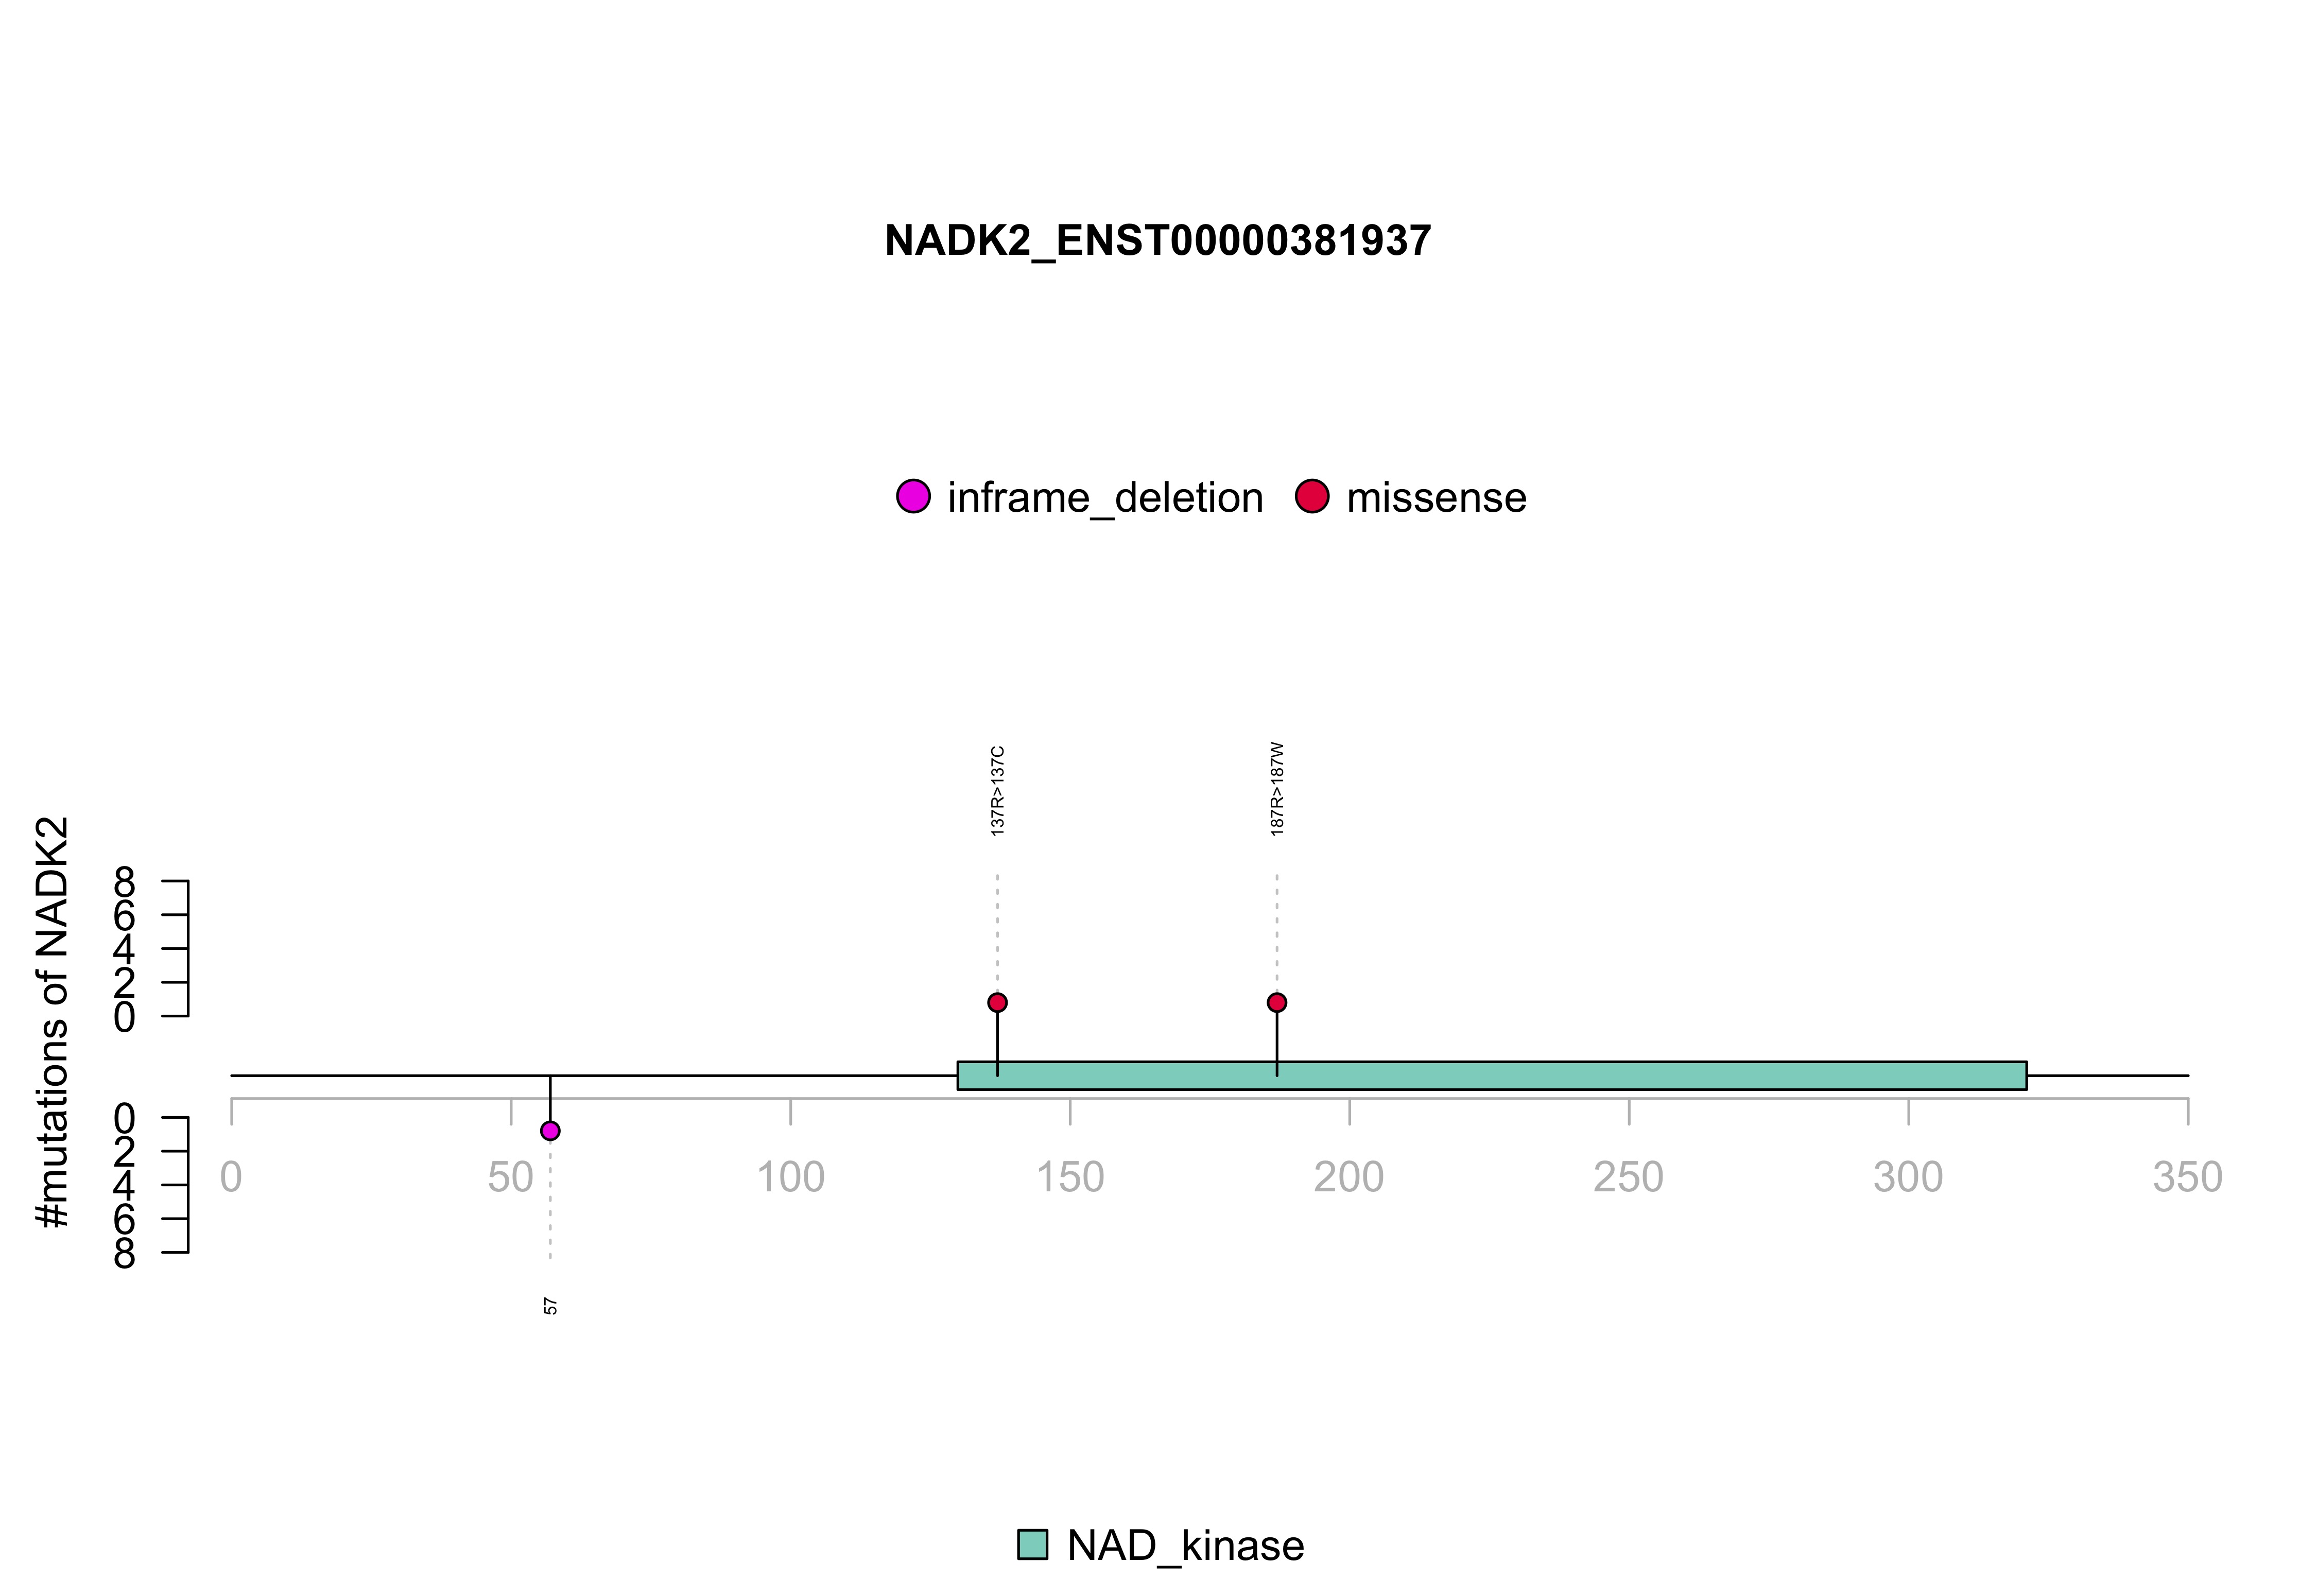 NADK2_ENST00000381937
inframe_deletion missense
137R>137C
187R>187W
#mutations of NADK2
8
6
4
2
0
0
2
4
6
8
0 50 100 150 200 250 300 350
57
NAD_kinase